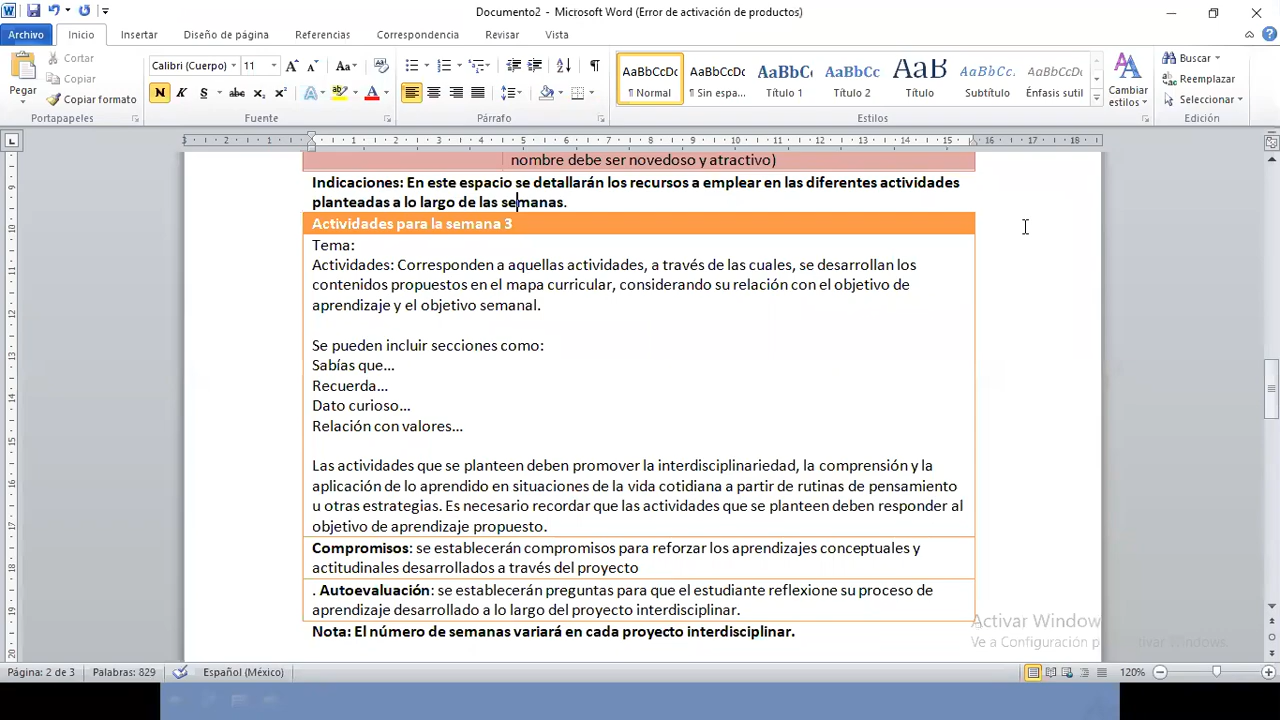 Documento2 - Microsoft Word (Error de activación de productos)
Archivo Inicio Insertar Diseño de página Referencias Correspondencia Revisar Vista
Cortar
Copiar
Copiar formato
Pegar
Portapapeles
Calibri (Cuerpo) 11
Fuente
Párrafo
AaBbCcDc AaBbCcDc AaBbC AaBbCc AaB AaBbCc. AaBbCcDc
¶ Normal ¶ Sin espa... Título 1 Título 2 Título Subtítulo Énfasis sutil
Cambiar estilos
Estilos
Buscar
Reemplazar
Seleccionar
Edición
nombre debe ser novedoso y atractivo)
Indicaciones: En este espacio se detallarán los recursos a emplear en las diferentes actividades
planteadas a lo largo de las semanas.
Actividades para la semana 3
Tema:
Actividades: Corresponden a aquellas actividades, a través de las cuales, se desarrollan los
contenidos propuestos en el mapa curricular, considerando su relación con el objetivo de
aprendizaje y el objetivo semanal.
Se pueden incluir secciones como:
Sabías que...
Recuerda...
Dato curioso...
Relación con valores...
Las actividades que se planteen deben promover la interdisciplinariedad, la comprensión y la
aplicación de lo aprendido en situaciones de la vida cotidiana a partir de rutinas de pensamiento
u otras estrategias. Es necesario recordar que las actividades que se planteen deben responder al
objetivo de aprendizaje propuesto.
Compromisos: se establecerán compromisos para reforzar los aprendizajes conceptuales y
actitudinales desarrollados a través del proyecto
. Autoevaluación: se establecerán preguntas para que el estudiante reflexione su proceso de
aprendizaje desarrollado a lo largo del proyecto interdisciplinar.
Nota: El número de semanas variará en cada proyecto interdisciplinar.
Activar Window
Ve a Configuración para activar Windows.
Página: 2 de 3 Palabras: 829 Español (México) 120%